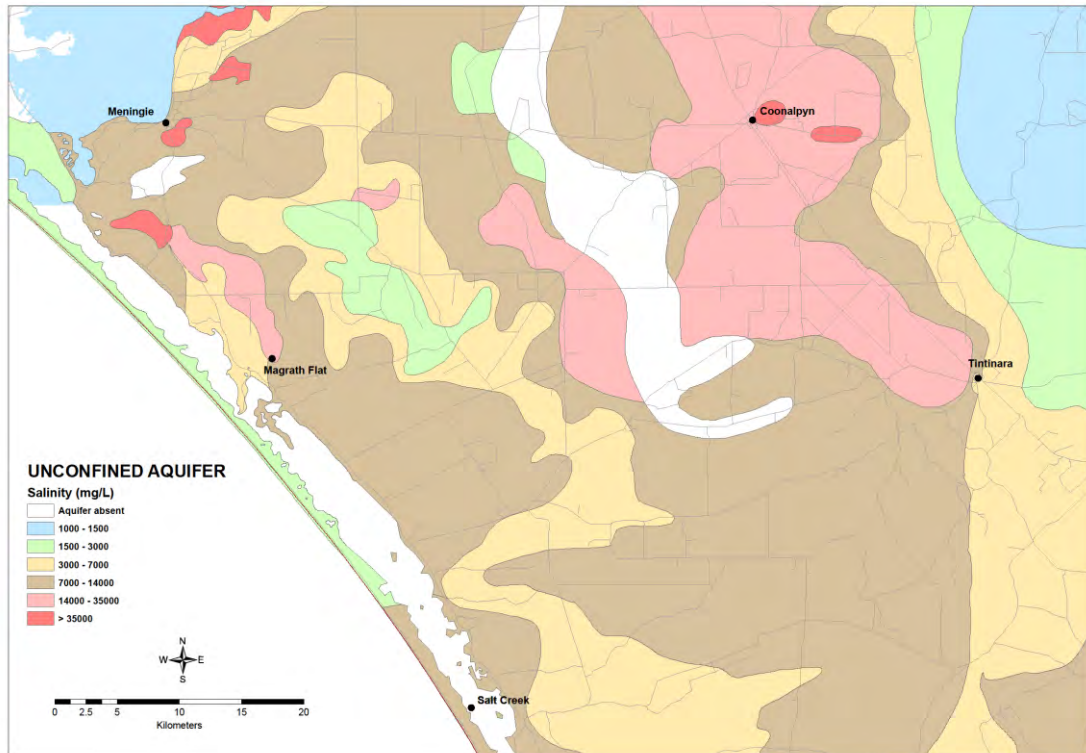 Meningie
Coonalpyn
Magrath Flat
Tintinara
UNCONFINED AQUIFER
Salinity (mg/L)
Aquifer absent
1000 - 1500
1500 - 3000
3000 - 7000
7000 - 14000
14000 - 35000
> 35000
N
W E
S
0 2.5 5 10 15 20
Kilometers
Salt Creek